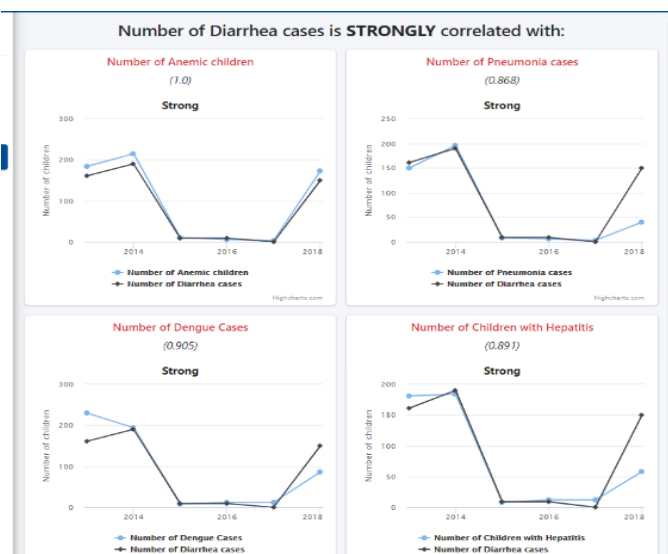 Number of Diarrhea cases is STRONGLY correlated with:
Number of Anemic children
(1.0)
Strong
300
200
100
0
Number of children
2014
2016
2018
Number of Anemic children
Number of Diarrhea cases
Highcharts.com
Number of Pneumonia cases
(0.868)
Strong
250
200
150
100
50
0
Number of children
2014
2016
2018
Number of Pneumonia cases
Number of Diarrhea cases
Highcharts.com
Number of Dengue Cases
(0.905)
Strong
300
200
100
0
Number of children
2014
2016
2018
Number of Dengue Cases
Number of Diarrhea cases
Number of Children with Hepatitis
(0.891)
Strong
200
150
100
50
0
Number of children
2014
2016
2018
Number of Children with Hepatitis
Number of Diarrhea cases